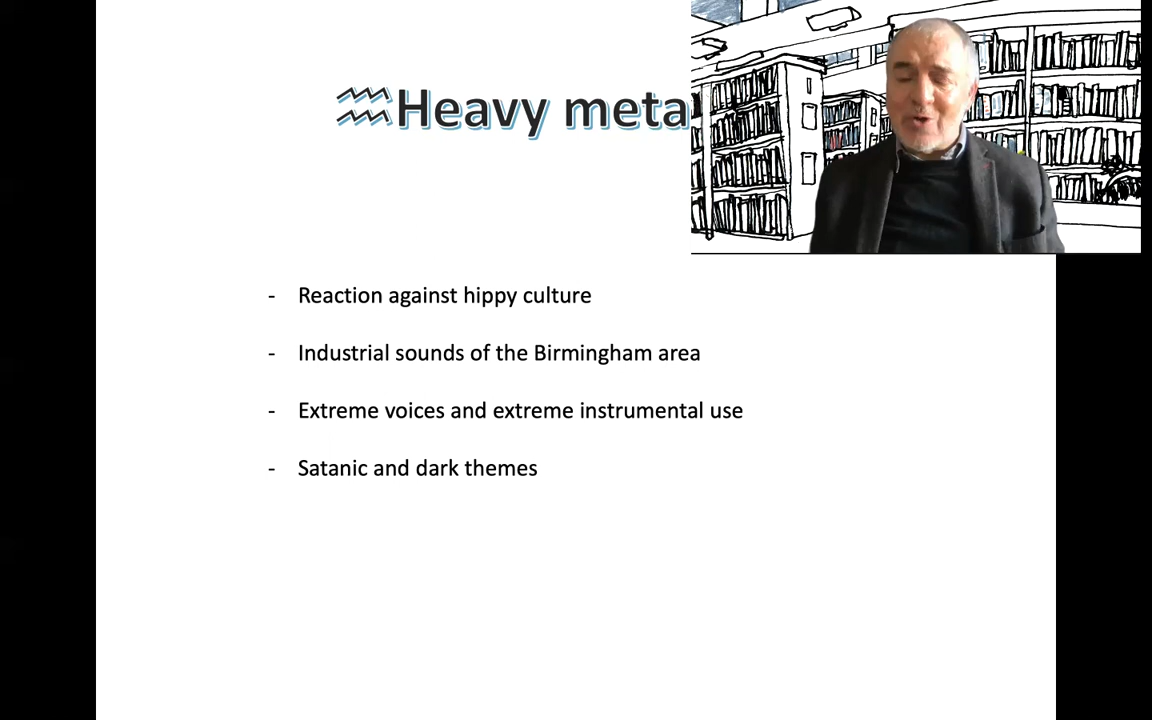 Heavy meta
- Reaction against hippy culture
- Industrial sounds of the Birmingham area
- Extreme voices and extreme instrumental use
- Satanic and dark themes